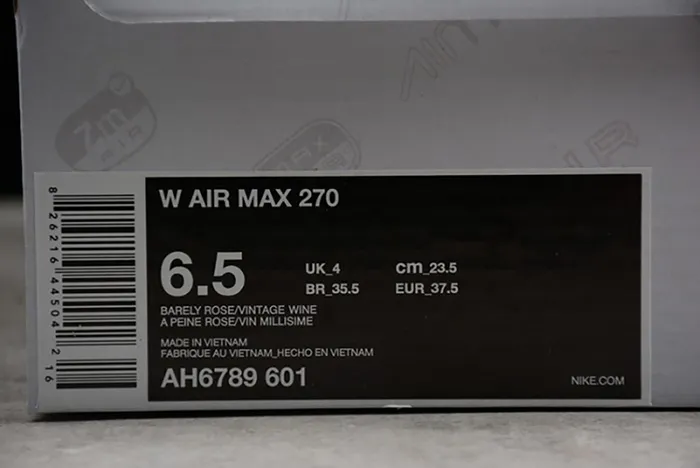 W AIR MAX 270
6.5
UK_4 cm_23.5
BR_35.5 EUR_37.5
BARELY ROSE/VINTAGE WINE
A PEINE ROSE/VIN MILLISIME
MADE IN VIETNAM
FABRIQUE AU VIETNAM_HECHO EN VIETNAM
AH6789 601
NIKE.COM
8 26216 44504 2 16